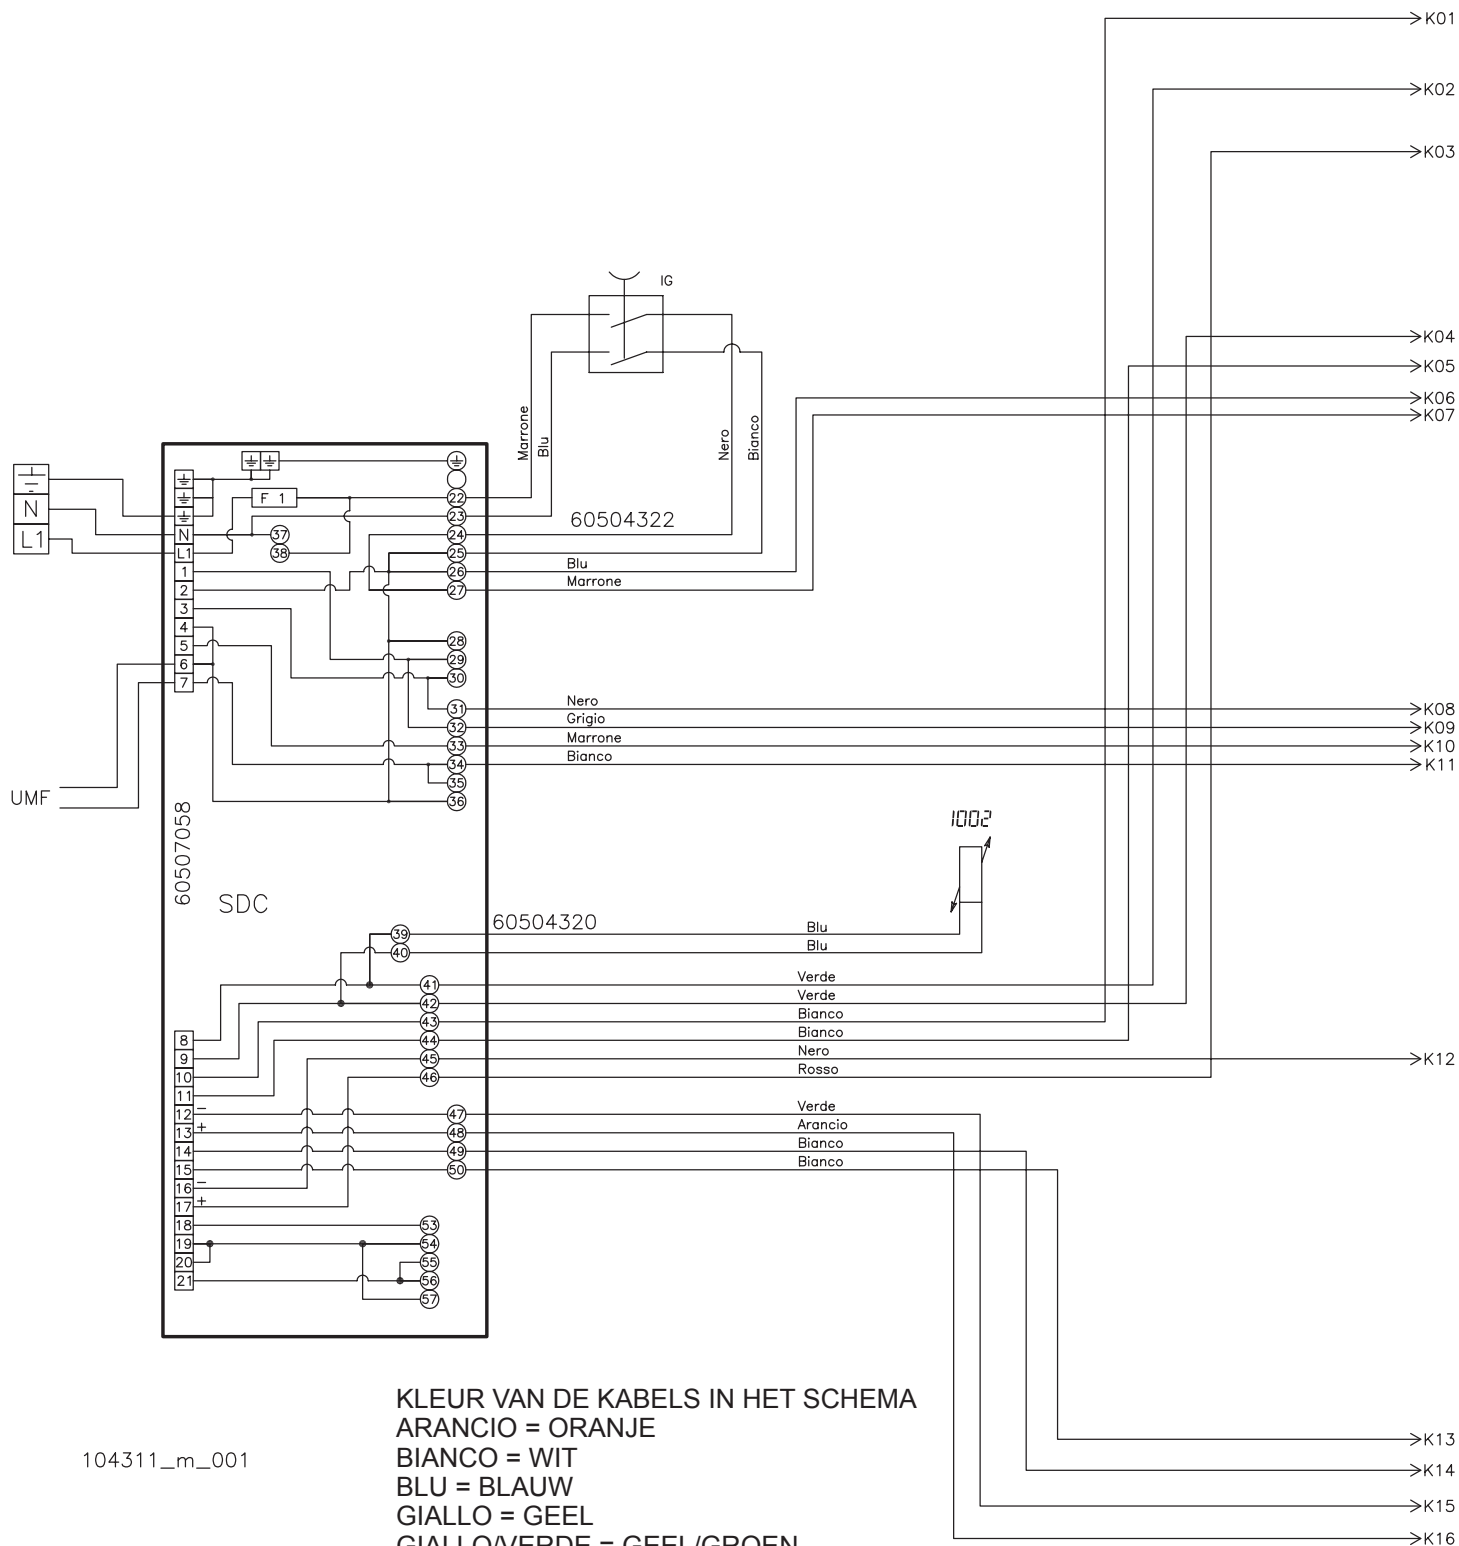 K01
K02
K03
IG
K04
K05
K06
K07
Marrone
Blu
Nero
Bianco
N
L1
F 1
22
23
24
25
26
27
N
L1
37
38
60504322
Blu
Marrone
1
2
3
4
5
6
7
28
29
30
31
32
33
34
35
36
Nero
Grigio
Marrone
Bianco
K08
K09
K10
K11
UMF
60507058
SDC
1002
60504320
39
40
Blu
Blu
41
42
43
44
45
46
Verde
Verde
Bianco
Bianco
Nero
Rosso
K12
8
9
10
11
12 -
13 +
14
15
16 -
17 +
18
19
20
21
47
48
49
50
Verde
Arancio
Bianco
Bianco
53
54
55
56
57
KLEUR VAN DE KABELS IN HET SCHEMA
ARANCIO = ORANJE
BIANCO = WIT
BLU = BLAUW
GIALLO = GEEL
GIALLO/VERDE = GEEL/GROEN
104311_m_001
K13
K14
K15
K16